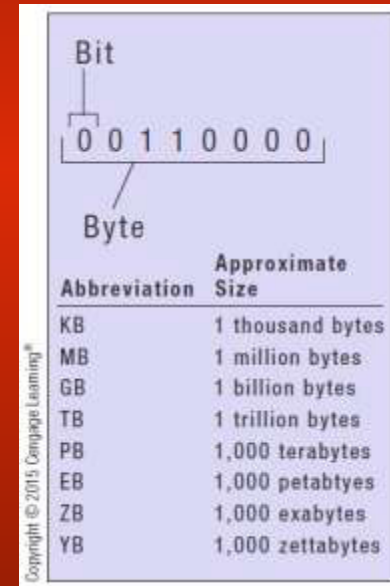 Bit
0 0 1 1 0 0 0 0
Byte
Abbreviation Approximate Size
KB 1 thousand bytes
MB 1 million bytes
GB 1 billion bytes
TB 1 trillion bytes
PB 1,000 terabytes
EB 1,000 petabtyes
ZB 1,000 exabytes
YB 1,000 zettabytes
Copyright © 2015 Cengage Learning®